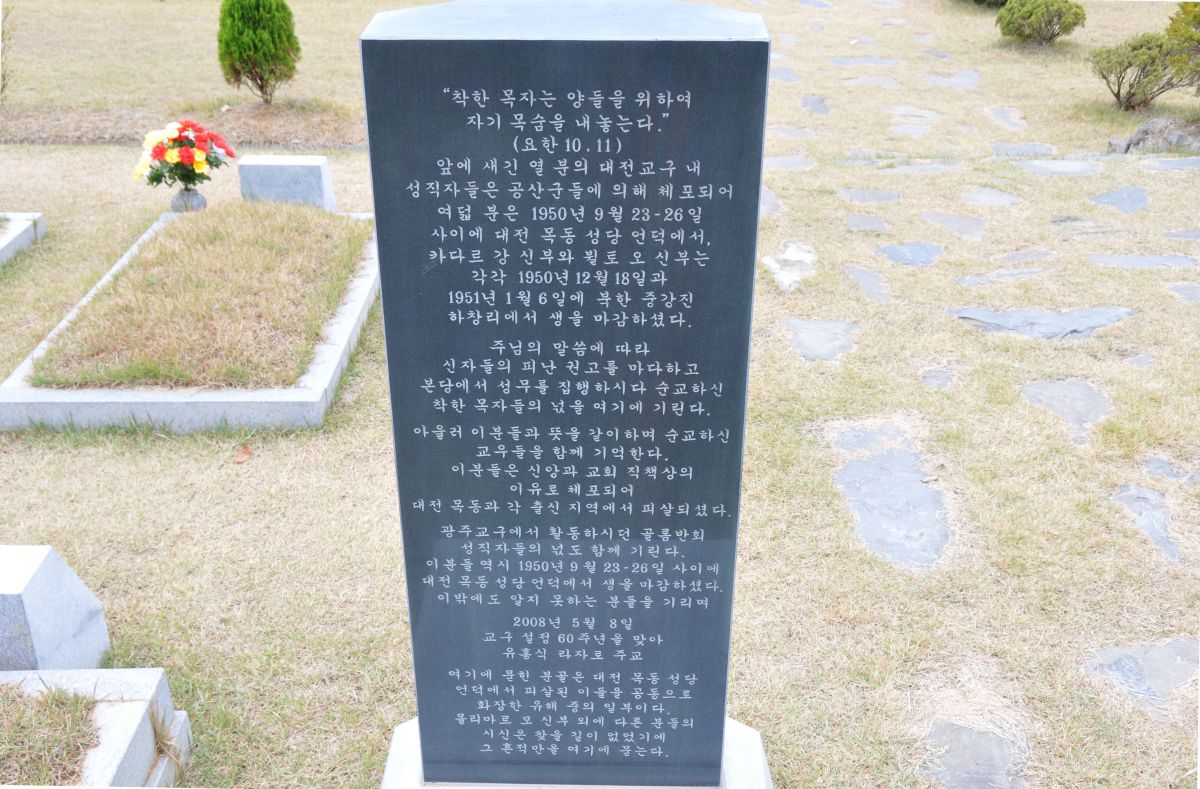 “착한 목자는 양들을 위하여
자기 목숨을 내놓는다.”
(요한 10, 11)
앞에 새긴 열 분의 대전교구 내
성직자들은 공산군들에 의해 체포되어
여덟 분은 1950년 9월 23-26일
사이에 대전 목동 성당 언덕에서,
카다르 강 신부와 뷜토 오 신부는
각각 1950년 12월 18일과
1951년 1월 6일에 북한 중강진
하창리에서 생을 마감하셨다.
주님의 말씀에 따라
신자들의 피난 권고를 마다하고
본당에서 성무를 집행하시다 순교하신
착한 목자들의 넋을 여기에 기린다.
아울러 이분들과 뜻을 같이하며 순교하신
교우들을 함께 기억한다.
이분들은 신앙과 교회 직책상의
이유로 체포되어
대전 목동과 각 출신 지역에서 피살되셨다.
광주교구에서 활동하시던 골롬반회
성직자들의 넋도 함께 기린다.
이분들 역시 1950년 9월 23-26일 사이에
대전 목동 성당 언덕에서 생을 마감하셨다.
이밖에도 알지 못하는 분들을 기리며
2008년 5월 8일
교구 설정 60주년을 맞아
유흥식 라자로 주교
여기에 묻힌 분골은 대전 목동 성당
언덕에서 피살된 이들을 공동으로
화장한 유해 중의 일부이다.
몰리마르 모 신부 외에 다른 분들의
시신은 찾을 길이 없었기에
그 흔적만을 여기에 묻는다.